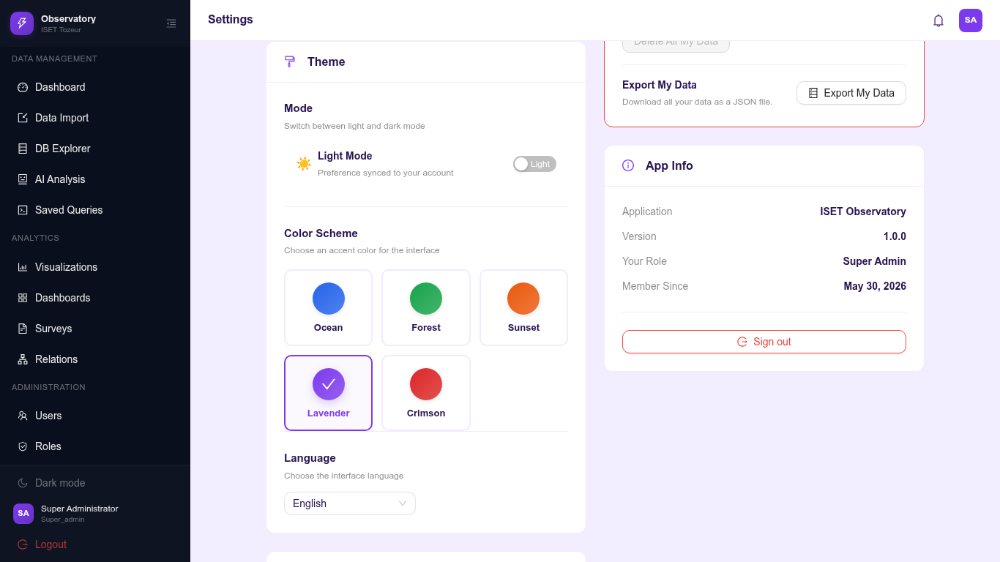 Observatory
ISET Tozeur
DATA MANAGEMENT
Dashboard
Data Import
DB Explorer
AI Analysis
Saved Queries
ANALYTICS
Visualizations
Dashboards
Surveys
Relations
ADMINISTRATION
Users
Roles
Dark mode
SA
Super Administrator
Super_admin
Logout
Settings
SA
Theme
Mode
Switch between light and dark mode
Light Mode
Preference synced to your account
Light
Color Scheme
Choose an accent color for the interface
Ocean
Forest
Sunset
Lavender
Crimson
Language
Choose the interface language
English
Delete All My Data
Export My Data
Download all your data as a JSON file.
Export My Data
App Info
Application ISET Observatory
Version 1.0.0
Your Role Super Admin
Member Since May 30, 2026
Sign out